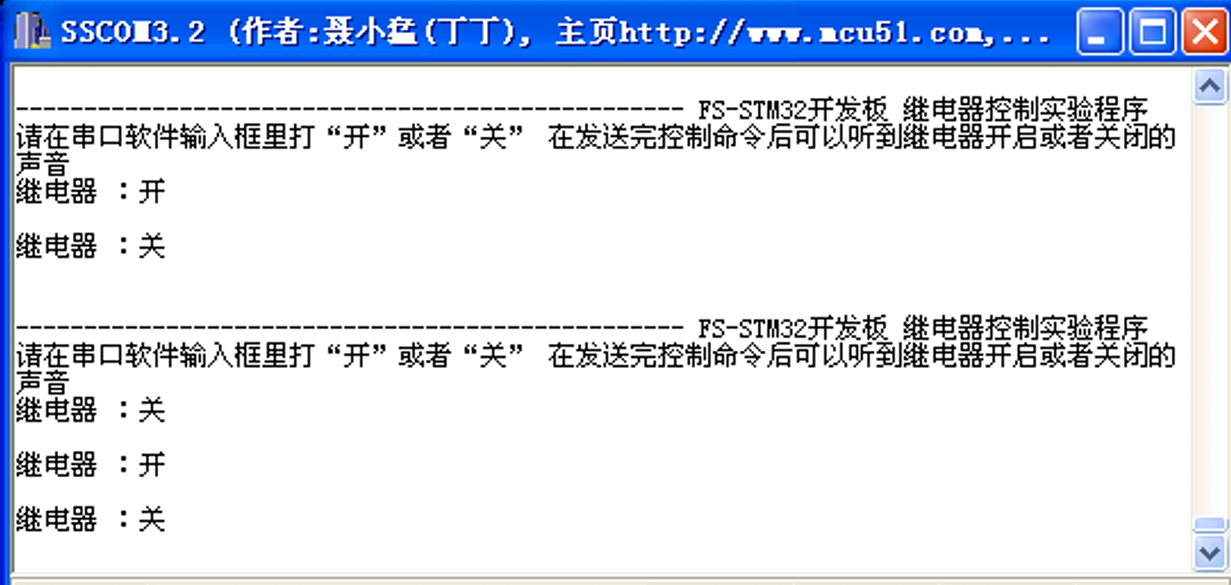 SSCOM3.2 (作者:聂小猛(丁丁), 主页http://www.mcu51.com,...
------------------------------------------------- FS-STM32开发板 继电器控制实验程序
请在串口软件输入框里打“开”或者“关” 在发送完控制命令后可以听到继电器开启或者关闭的
声音
继电器 :开
继电器 :关
------------------------------------------------- FS-STM32开发板 继电器控制实验程序
请在串口软件输入框里打“开”或者“关” 在发送完控制命令后可以听到继电器开启或者关闭的
声音
继电器 :关
继电器 :开
继电器 :关